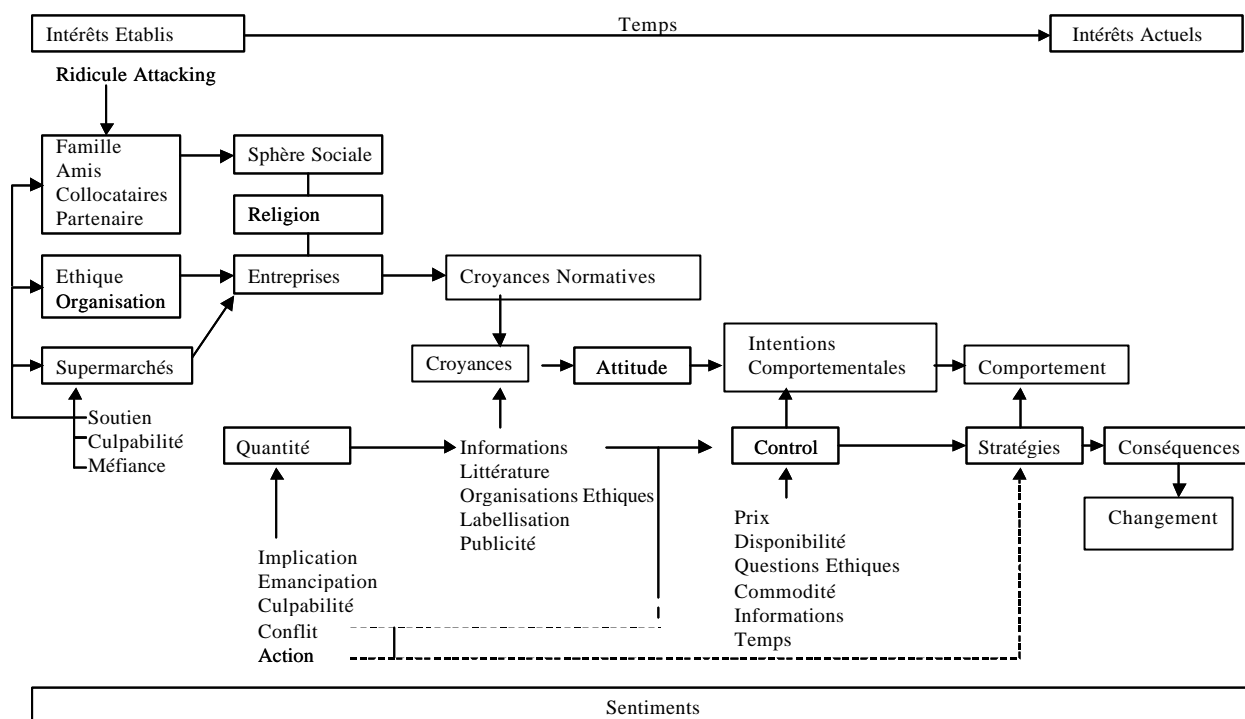 Temps
Intérêts Etablis
Intérêts Actuels
Ridicule Attacking
Famille
Amis
Collocataires
Partenaire
Sphère Sociale
Religion
Ethique
Organisation
Entreprises
Croyances Normatives
Supermarchés
Croyances
Attitude
Intentions
Comportementales
Comportement
Soutien
Culpabilité
Méfiance
Quantité
Informations
Littérature
Organisations Ethiques
Labellisation
Publicité
Control
Stratégies
Conséquences
Changement
Implication
Emancipation
Culpabilité
Conflit
Action
Prix
Disponibilité
Questions Ethiques
Commodité
Informations
Temps
Sentiments